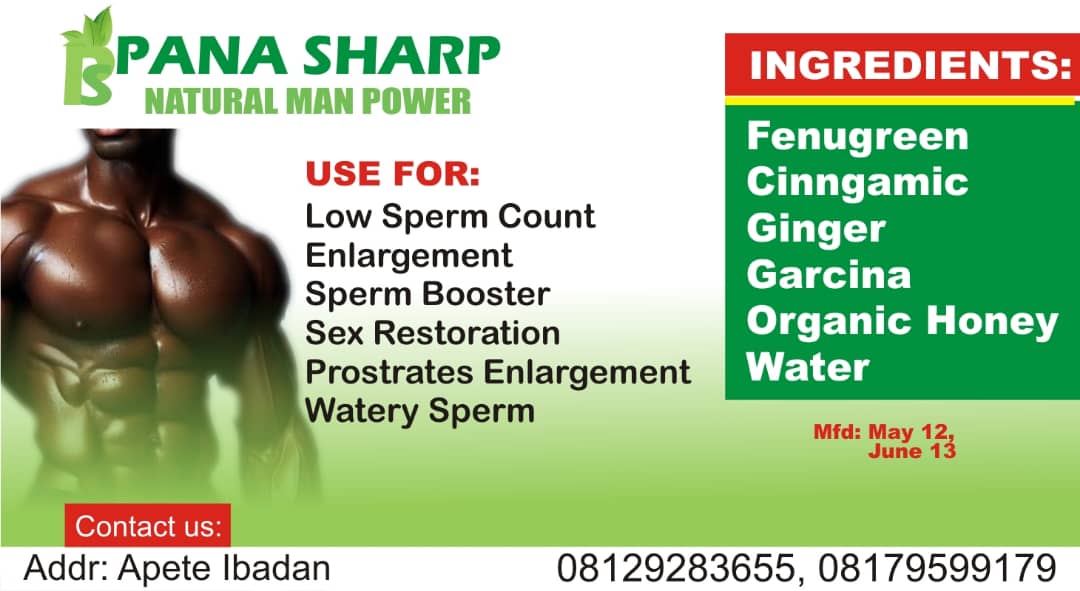 PS
PANA SHARP
NATURAL MAN POWER
USE FOR:
Low Sperm Count
Enlargement
Sperm Booster
Sex Restoration
Prostrates Enlargement
Watery Sperm
INGREDIENTS:
Fenugreen
Cinngamic
Ginger
Garcina
Organic Honey
Water
Mfd: May 12,
June 13
Contact us:
Addr: Apete Ibadan
08129283655, 08179599179